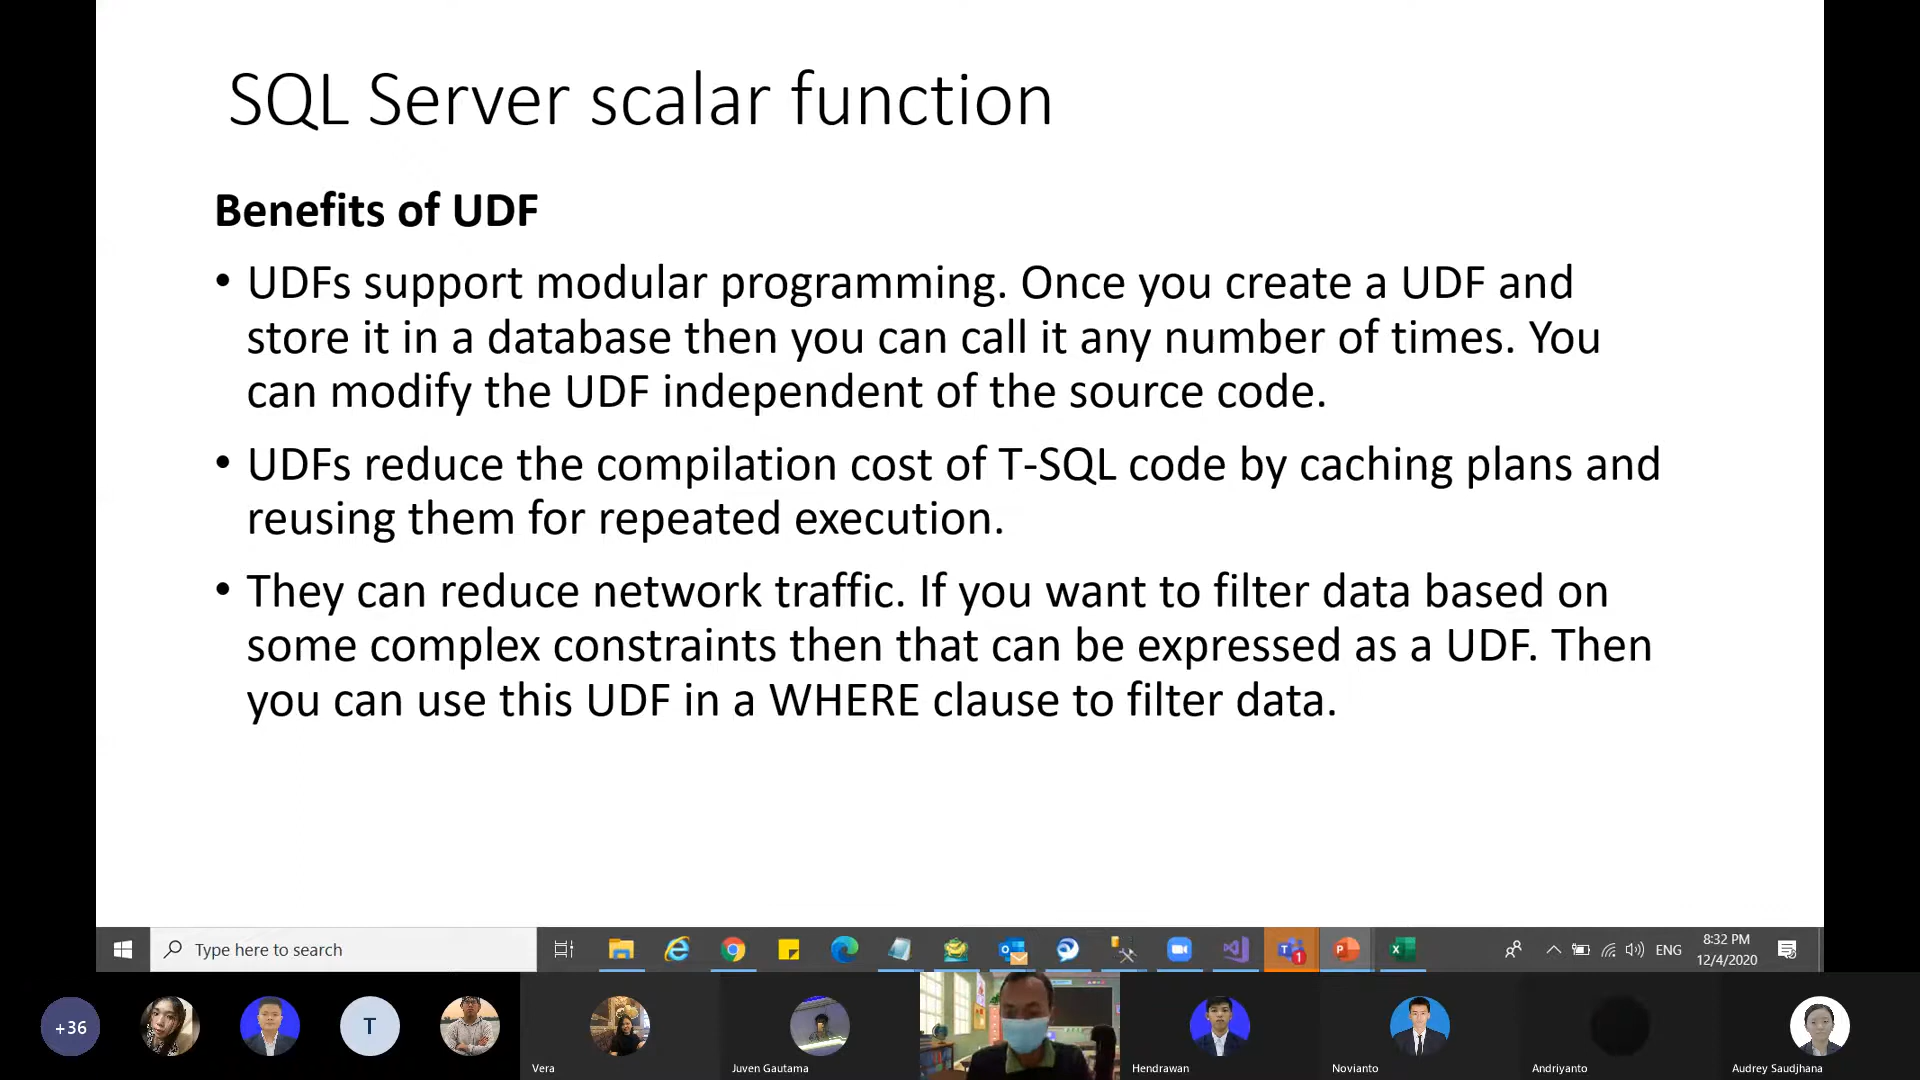 SQL Server scalar function
Benefits of UDF
• UDFs support modular programming. Once you create a UDF and
store it in a database then you can call it any number of times. You
can modify the UDF independent of the source code.
• UDFs reduce the compilation cost of T-SQL code by caching plans and
reusing them for repeated execution.
• They can reduce network traffic. If you want to filter data based on
some complex constraints then that can be expressed as a UDF. Then
you can use this UDF in a WHERE clause to filter data.
Type here to search
1
ENG
8:32 PM
12/4/2020
+36
T
Vera
Juven Gautama
Hendrawan
Novianto
Andriyanto
Audrey Saudjhana